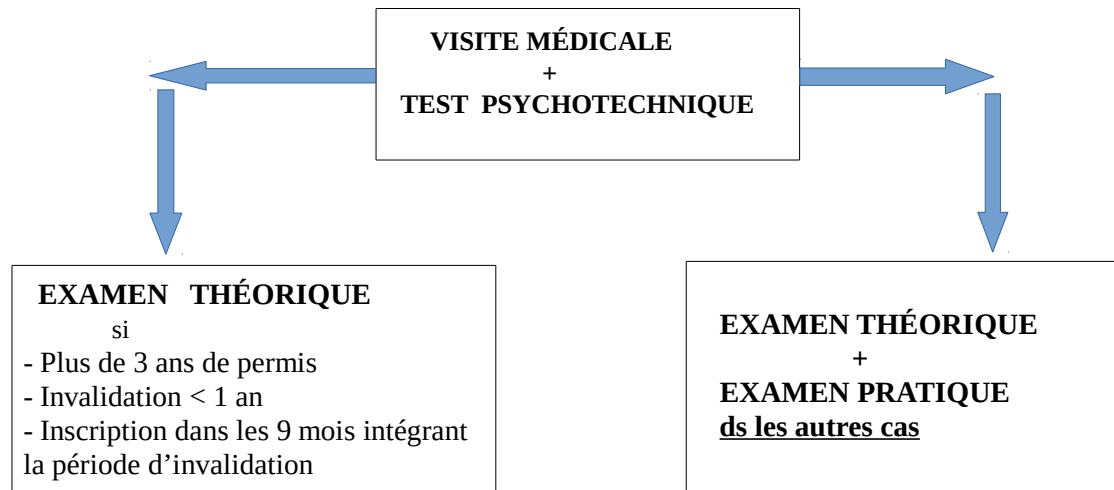 VISITE MÉDICALE
+
TEST PSYCHOTECHNIQUE
EXAMEN THÉORIQUE
si
- Plus de 3 ans de permis
- Invalidation < 1 an
- Inscription dans les 9 mois intégrant
la période d’invalidation
EXAMEN THÉORIQUE
+
EXAMEN PRATIQUE
ds les autres cas